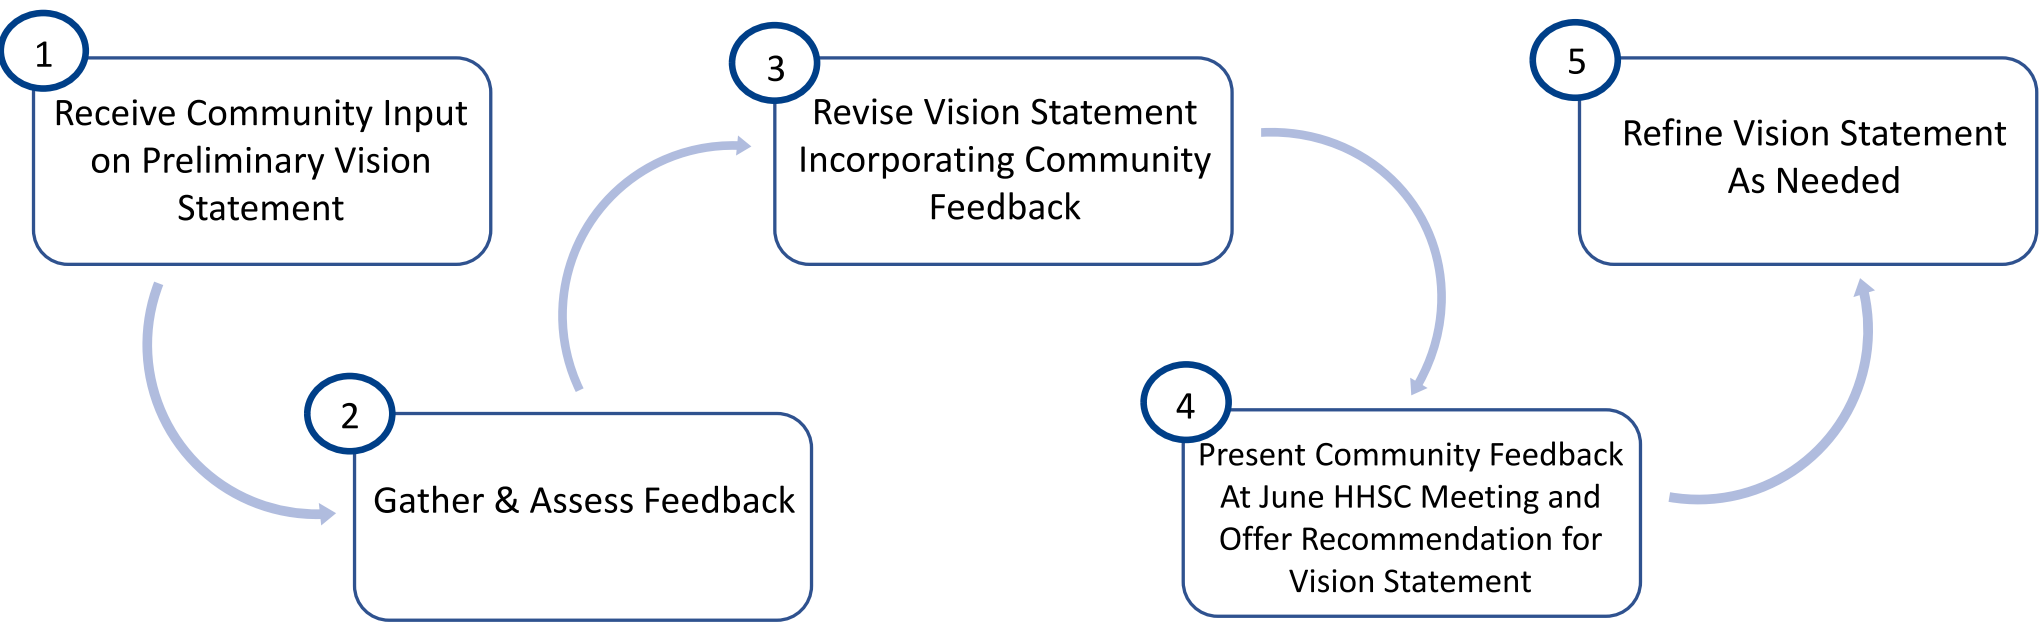 1
Receive Community Input
on Preliminary Vision
Statement
2
Gather & Assess Feedback
3
Revise Vision Statement
Incorporating Community
Feedback
4
Present Community Feedback
At June HHSC Meeting and
Offer Recommendation for
Vision Statement
5
Refine Vision Statement
As Needed